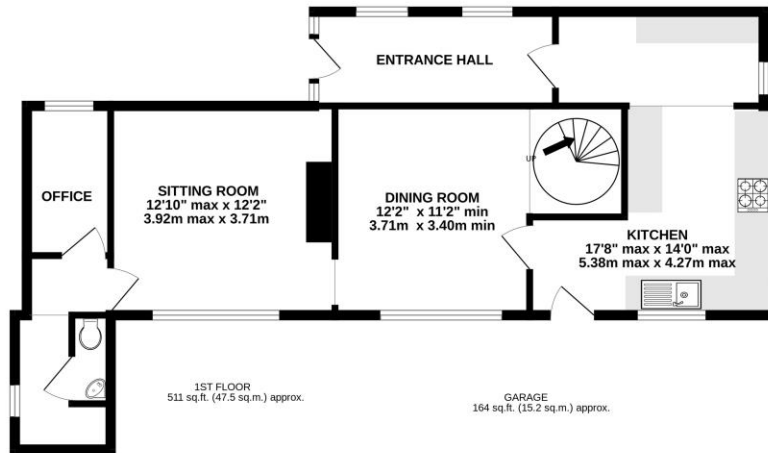 ENTRANCE HALL
OFFICE
SITTING ROOM
12'10" max x 12'2"
3.92m max x 3.71m
DINING ROOM
12'2" x 11'2" min
3.71m x 3.40m min
UP
KITCHEN
17'8" max x 14'0" max
5.38m max x 4.27m max
1ST FLOOR
511 sq.ft. (47.5 sq.m.) approx.
GARAGE
164 sq.ft. (15.2 sq.m.) approx.